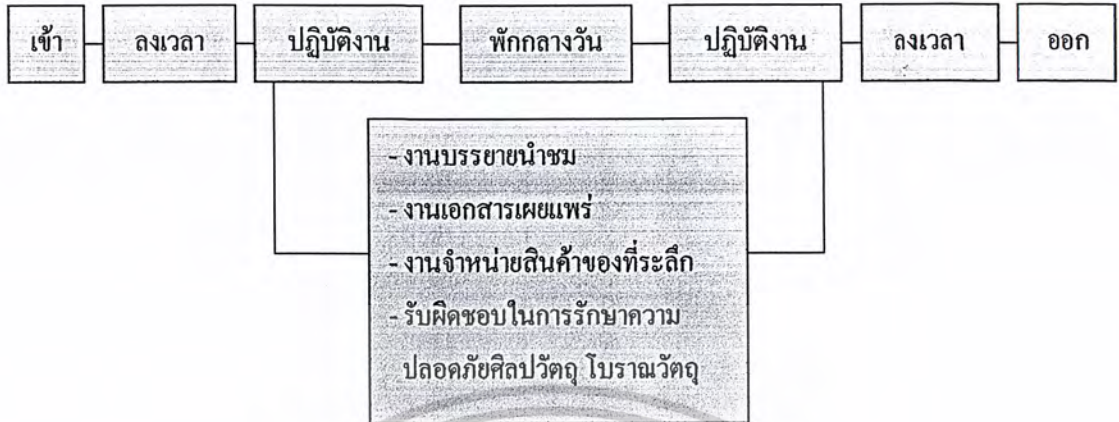 เข้า ลงเวลา ปฏิบัติงาน พักกลางวัน ปฏิบัติงาน ลงเวลา ออก
- งานบรรยายนำชม
- งานเอกสารเผยแพร่
- งานจำหน่ายสินค้าของที่ระลึก
- รับผิดชอบในการรักษาความ
ปลอดภัยศิลปวัตถุ โบราณวัตถุ